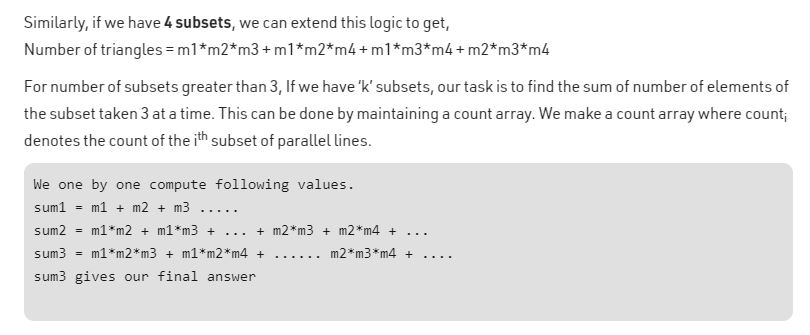 Similarly, if we have 4 subsets, we can extend this logic to get,
Number of triangles = m1*m2*m3 + m1*m2*m4 + m1*m3*m4 + m2*m3*m4
For number of subsets greater than 3, If we have ‘k’ subsets, our task is to find the sum of number of elements of
the subset taken 3 at a time. This can be done by maintaining a count array. We make a count array where counti
denotes the count of the ith subset of parallel lines.
We one by one compute following values.
sum1 = m1 + m2 + m3 .....
sum2 = m1*m2 + m1*m3 + ... + m2*m3 + m2*m4 + ...
sum3 = m1*m2*m3 + m1*m2*m4 + ...... m2*m3*m4 + ....
sum3 gives our final answer